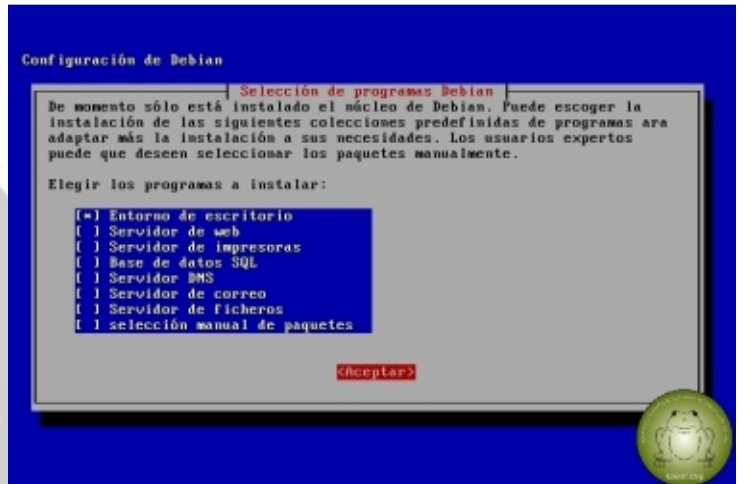 Configuración de Debian
Selección de programas Debian
De momento sólo está instalado el núcleo de Debian. Puede escoger la
instalación de las siguientes colecciones predefinidas de programas ara
adaptar más la instalación a sus necesidades. Los usuarios expertos
puede que deseen seleccionar los paquetes manualmente.
Elegir los programas a instalar:
[*] Entorno de escritorio
[ ] Servidor de web
[ ] Servidor de impresoras
[ ] Base de datos SQL
[ ] Servidor DNS
[ ] Servidor de correo
[ ] Servidor de ficheros
[ ] selección manual de paquetes
<Aceptar>